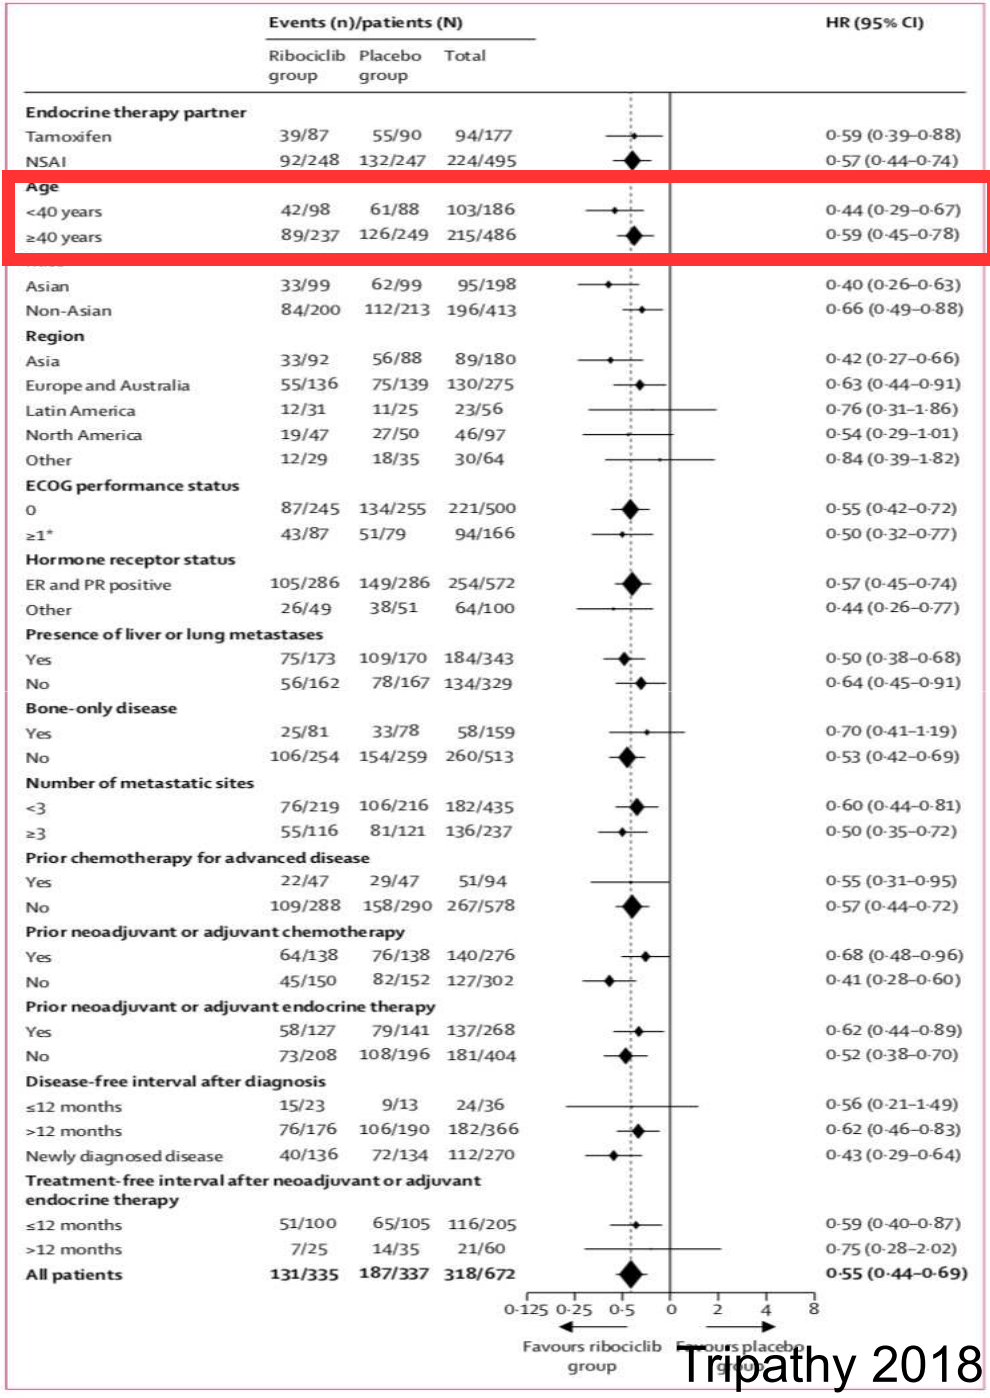 Events (n)/patients (N) HR (95% CI)
Ribociclib group Placebo group Total
Endocrine therapy partner
Tamoxifen 39/87 55/90 94/177 0·59 (0·39–0·88)
NSAI 92/248 132/247 224/495 0·57 (0·44–0·74)
Age
<40 years 42/98 61/88 103/186 0·44 (0·29–0·67)
≥40 years 89/237 126/249 215/486 0·59 (0·45–0·78)
Asian 33/99 62/99 95/198 0·40 (0·26–0·63)
Non-Asian 84/200 112/213 196/413 0·66 (0·49–0·88)
Region
Asia 33/92 56/88 89/180 0·42 (0·27–0·66)
Europe and Australia 55/136 75/139 130/275 0·63 (0·44–0·91)
Latin America 12/31 11/25 23/56 0·76 (0·31–1·86)
North America 19/47 27/50 46/97 0·54 (0·29–1·01)
Other 12/29 18/35 30/64 0·84 (0·39–1·82)
ECOG performance status
0 87/245 134/255 221/500 0·55 (0·42–0·72)
≥1* 43/87 51/79 94/166 0·50 (0·32–0·77)
Hormone receptor status
ER and PR positive 105/286 149/286 254/572 0·57 (0·45–0·74)
Other 26/49 38/51 64/100 0·44 (0·26–0·77)
Presence of liver or lung metastases
Yes 75/173 109/170 184/343 0·50 (0·38–0·68)
No 56/162 78/167 134/329 0·64 (0·45–0·91)
Bone-only disease
Yes 25/81 33/78 58/159 0·70 (0·41–1·19)
No 106/254 154/259 260/513 0·53 (0·42–0·69)
Number of metastatic sites
<3 76/219 106/216 182/435 0·60 (0·44–0·81)
≥3 55/116 81/121 136/237 0·50 (0·35–0·72)
Prior chemotherapy for advanced disease
Yes 22/47 29/47 51/94 0·55 (0·31–0·95)
No 109/288 158/290 267/578 0·57 (0·44–0·72)
Prior neoadjuvant or adjuvant chemotherapy
Yes 64/138 76/138 140/276 0·68 (0·48–0·96)
No 45/150 82/152 127/302 0·41 (0·28–0·60)
Prior neoadjuvant or adjuvant endocrine therapy
Yes 58/127 79/141 137/268 0·62 (0·44–0·89)
No 73/208 108/196 181/404 0·52 (0·38–0·70)
Disease-free interval after diagnosis
≤12 months 15/23 9/13 24/36 0·56 (0·21–1·49)
>12 months 76/176 106/190 182/366 0·62 (0·46–0·83)
Newly diagnosed disease 40/136 72/134 112/270 0·43 (0·29–0·64)
Treatment-free interval after neoadjuvant or adjuvant
endocrine therapy
≤12 months 51/100 65/105 116/205 0·59 (0·40–0·87)
>12 months 7/25 14/35 21/60 0·75 (0·28–2·02)
All patients 131/335 187/337 318/672 0·55 (0·44–0·69)
0·125 0·25 0·5 0 2 4 8
Favours ribociclib group Favours placebo group
Tripathy 2018